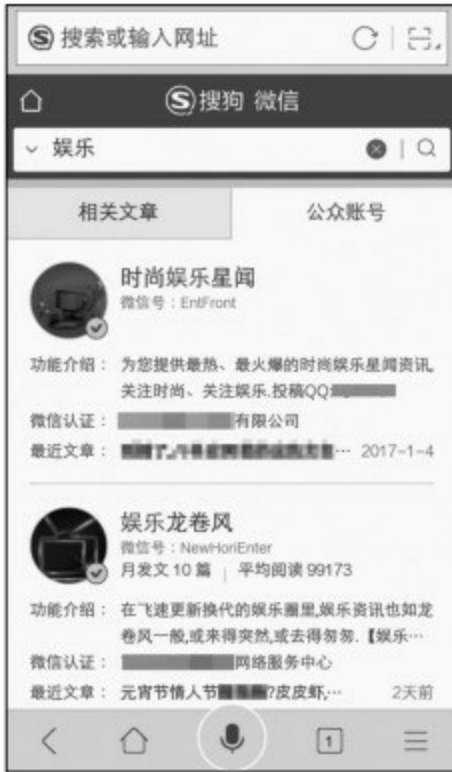 搜索或输入网址
搜狗 微信
娱乐
相关文章 公众账号
时尚娱乐星闻
微信号：EntFront
功能介绍： 为您提供最热、最火爆的时尚娱乐星闻资讯,
关注时尚、关注娱乐.投稿QQ:
微信认证： 有限公司
最近文章： … 2017-1-4
娱乐龙卷风
微信号：NewHoriEnter
月发文 10 篇 | 平均阅读 99173
功能介绍： 在飞速更新换代的娱乐圈里,娱乐资讯也如龙
卷风一般,或来得突然,或去得匆匆.【娱乐…
微信认证： 网络服务中心
最近文章： 元宵节情人节 ?皮皮虾,… 2天前
1